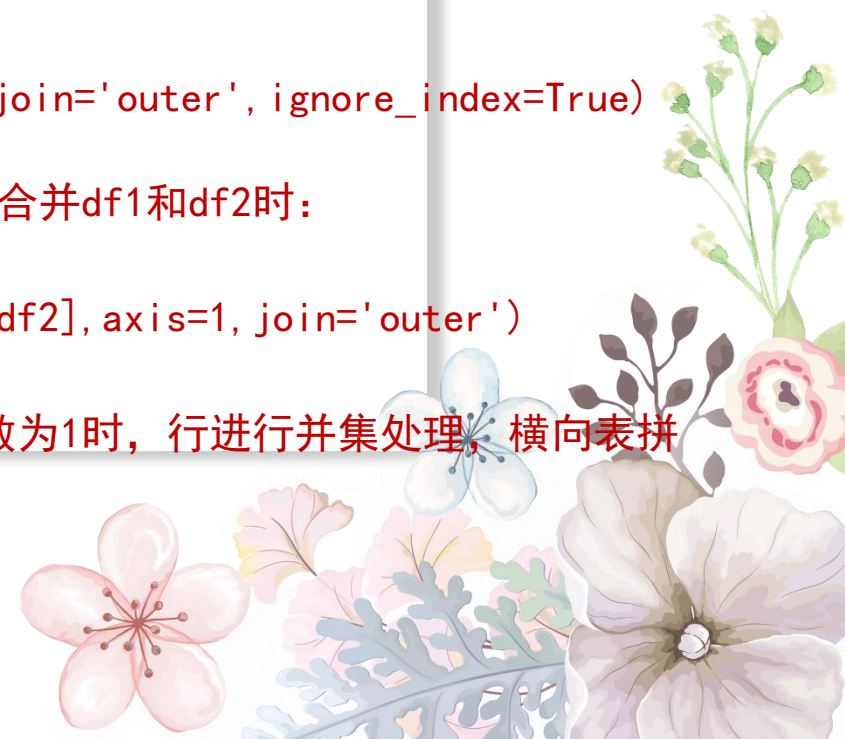 join='outer',ignore_index=True)
合并df1和df2时：
df2],axis=1,join='outer')
数为1时，行进行并集处理，横向表拼